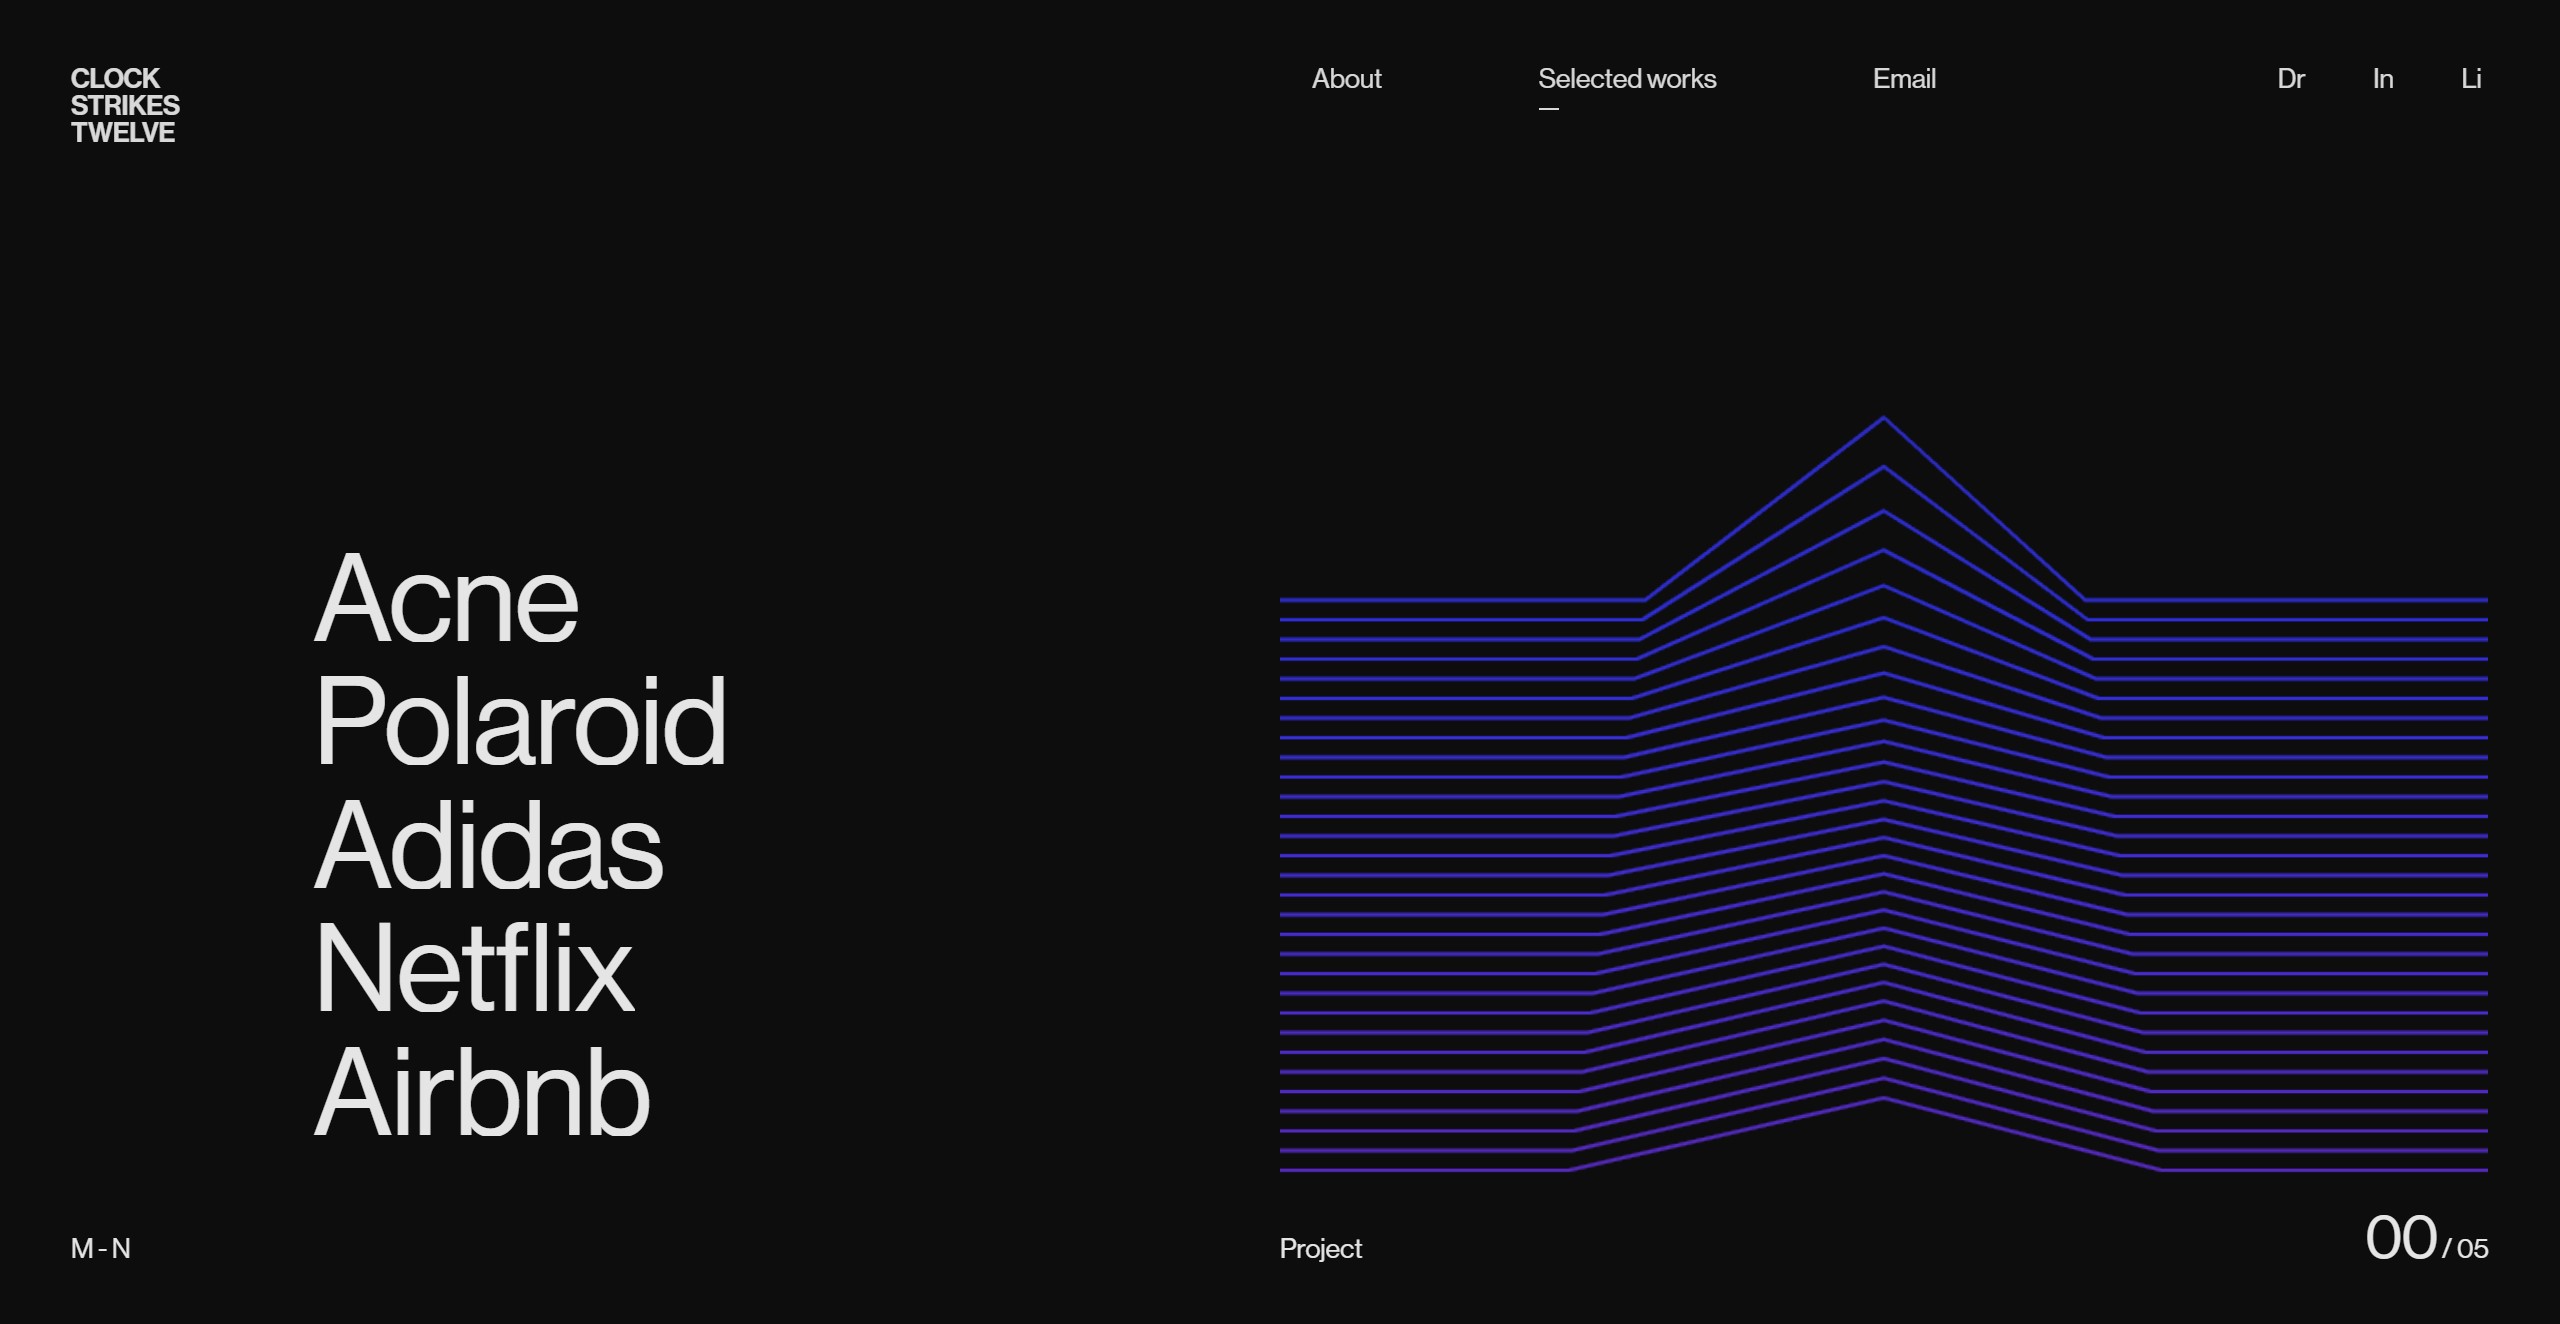 CLOCK
STRIKES
TWELVE
About Selected works Email Dr In Li
Acne
Polaroid
Adidas
Netflix
Airbnb
M - N Project 00 / 05